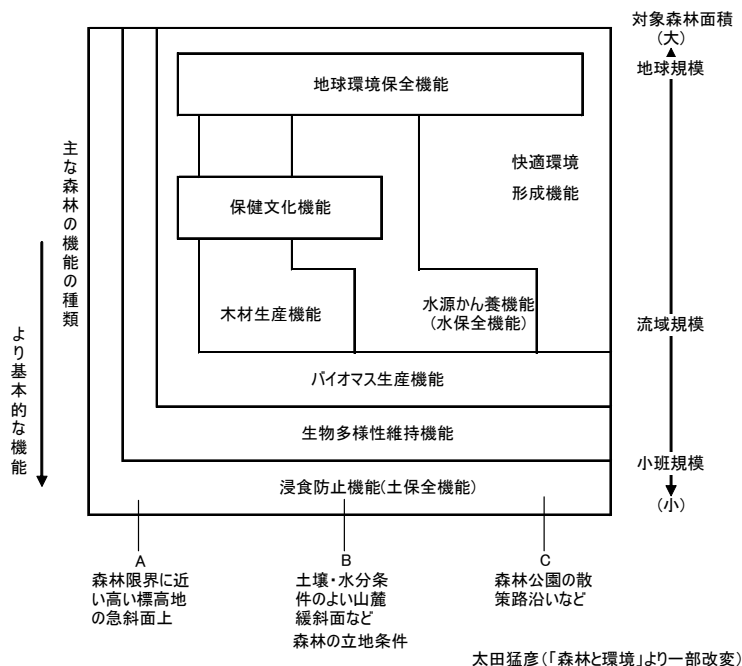 対象森林面積
(大)
地球規模
地球環境保全機能
主な森林の機能の種類
快適環境
形成機能
保健文化機能
より基本的な機能
木材生産機能
水源かん養機能
(水保全機能)
流域規模
バイオマス生産機能
生物多様性維持機能
小班規模
浸食防止機能(土保全機能)
(小)
A
森林限界に近
い高い標高地
の急斜面上
B
土壌・水分条
件のよい山麓
緩斜面など
C
森林公園の散
策路沿いなど
森林の立地条件
太田猛彦(「森林と環境」より一部改変)